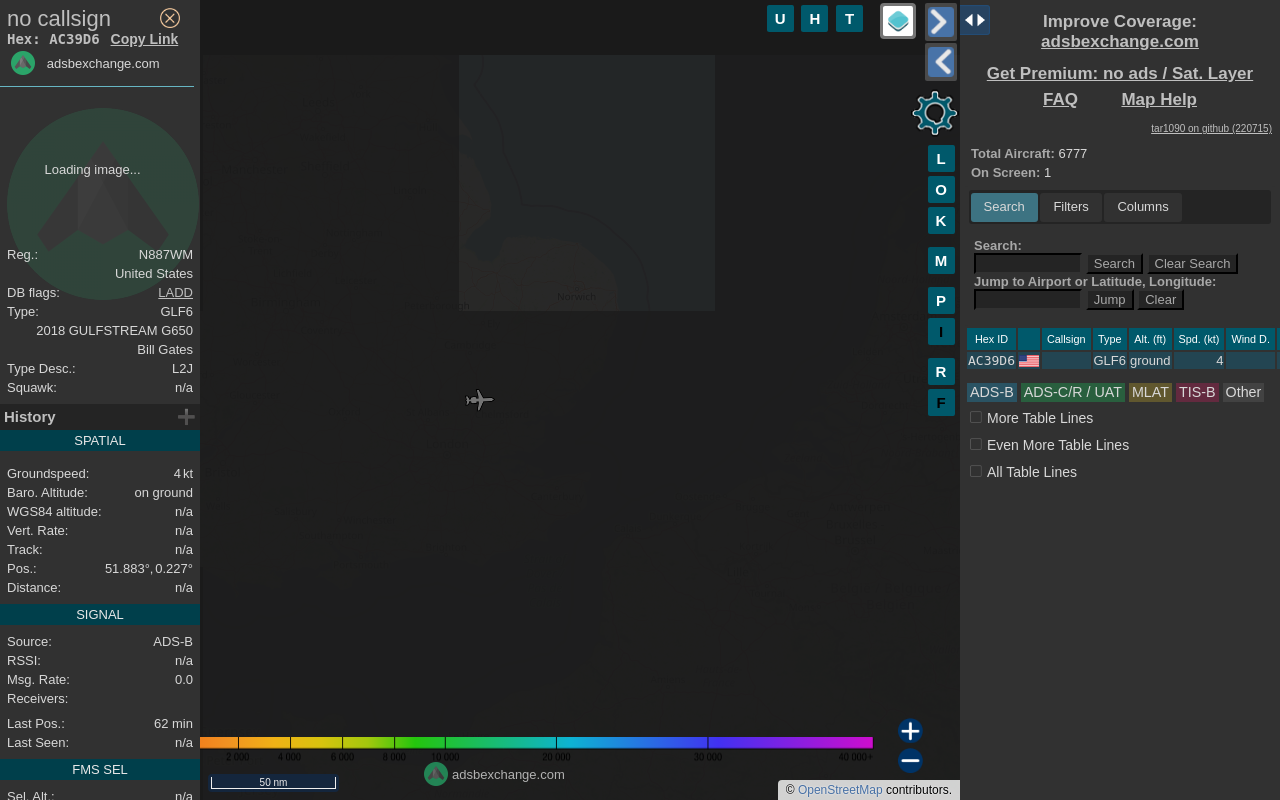 no callsign
Hex: AC39D6 Copy Link
adsbexchange.com
Loading image...
Reg.: N887WM
United States
DB flags: LADD
Type: GLF6
2018 GULFSTREAM G650
Bill Gates
Type Desc.: L2J
Squawk: n/a
History
SPATIAL
Groundspeed: 4 kt
Baro. Altitude: on ground
WGS84 altitude: n/a
Vert. Rate: n/a
Track: n/a
Pos.: 51.883°, 0.227°
Distance: n/a
SIGNAL
Source: ADS-B
RSSI: n/a
Msg. Rate: 0.0
Receivers:
Last Pos.: 62 min
Last Seen: n/a
FMS SEL
Sel. Alt.: n/a
U H T
L
O
K
M
P
I
R
F
Norwich
2 000 4 000 6 000 8 000 10 000 20 000 30 000 40 000+
50 nm
adsbexchange.com
© OpenStreetMap contributors.
Improve Coverage:
adsbexchange.com
Get Premium: no ads / Sat. Layer
FAQ Map Help
tar1090 on github (220715)
Total Aircraft: 6777
On Screen: 1
Search Filters Columns
Search:
Search Clear Search
Jump to Airport or Latitude, Longitude:
Jump Clear
Hex ID Callsign Type Alt. (ft) Spd. (kt) Wind D.
AC39D6 GLF6 ground 4
ADS-B ADS-C/R / UAT MLAT TIS-B Other
More Table Lines
Even More Table Lines
All Table Lines